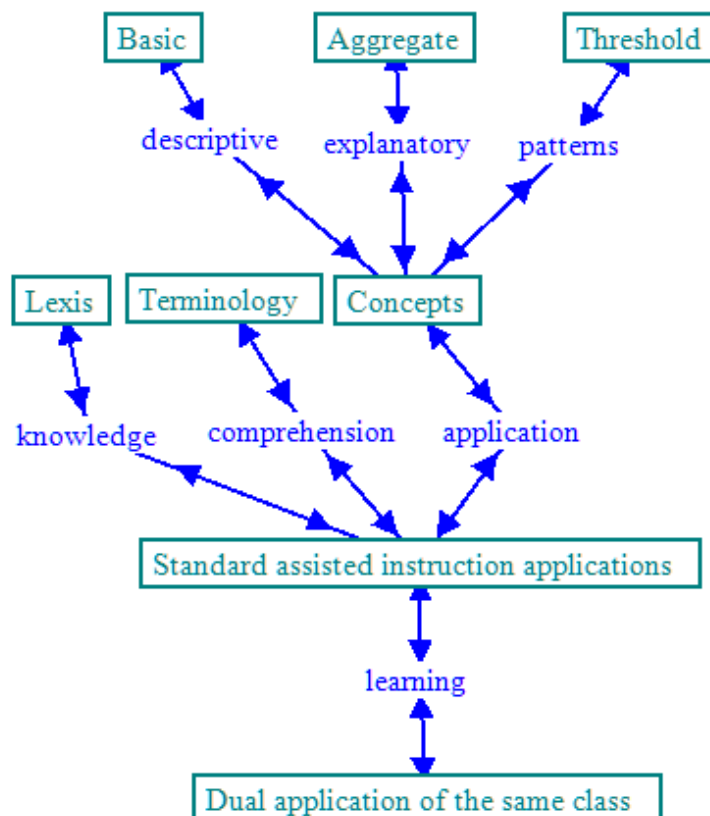 Basic
Aggregate
Threshold
descriptive
explanatory
patterns
Lexis
Terminology
Concepts
knowledge
comprehension
application
Standard assisted instruction applications
learning
Dual application of the same class